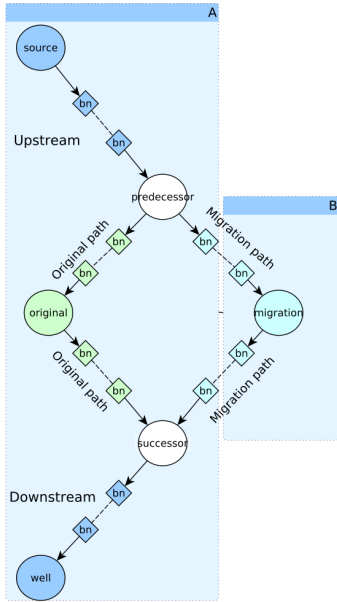 A
source
bn
bn
Upstream
predecessor
B
Original path
Migration path
bn
bn
bn
bn
original
migration
bn
bn
Original path
Migration path
bn
bn
successor
Downstream
bn
bn
well